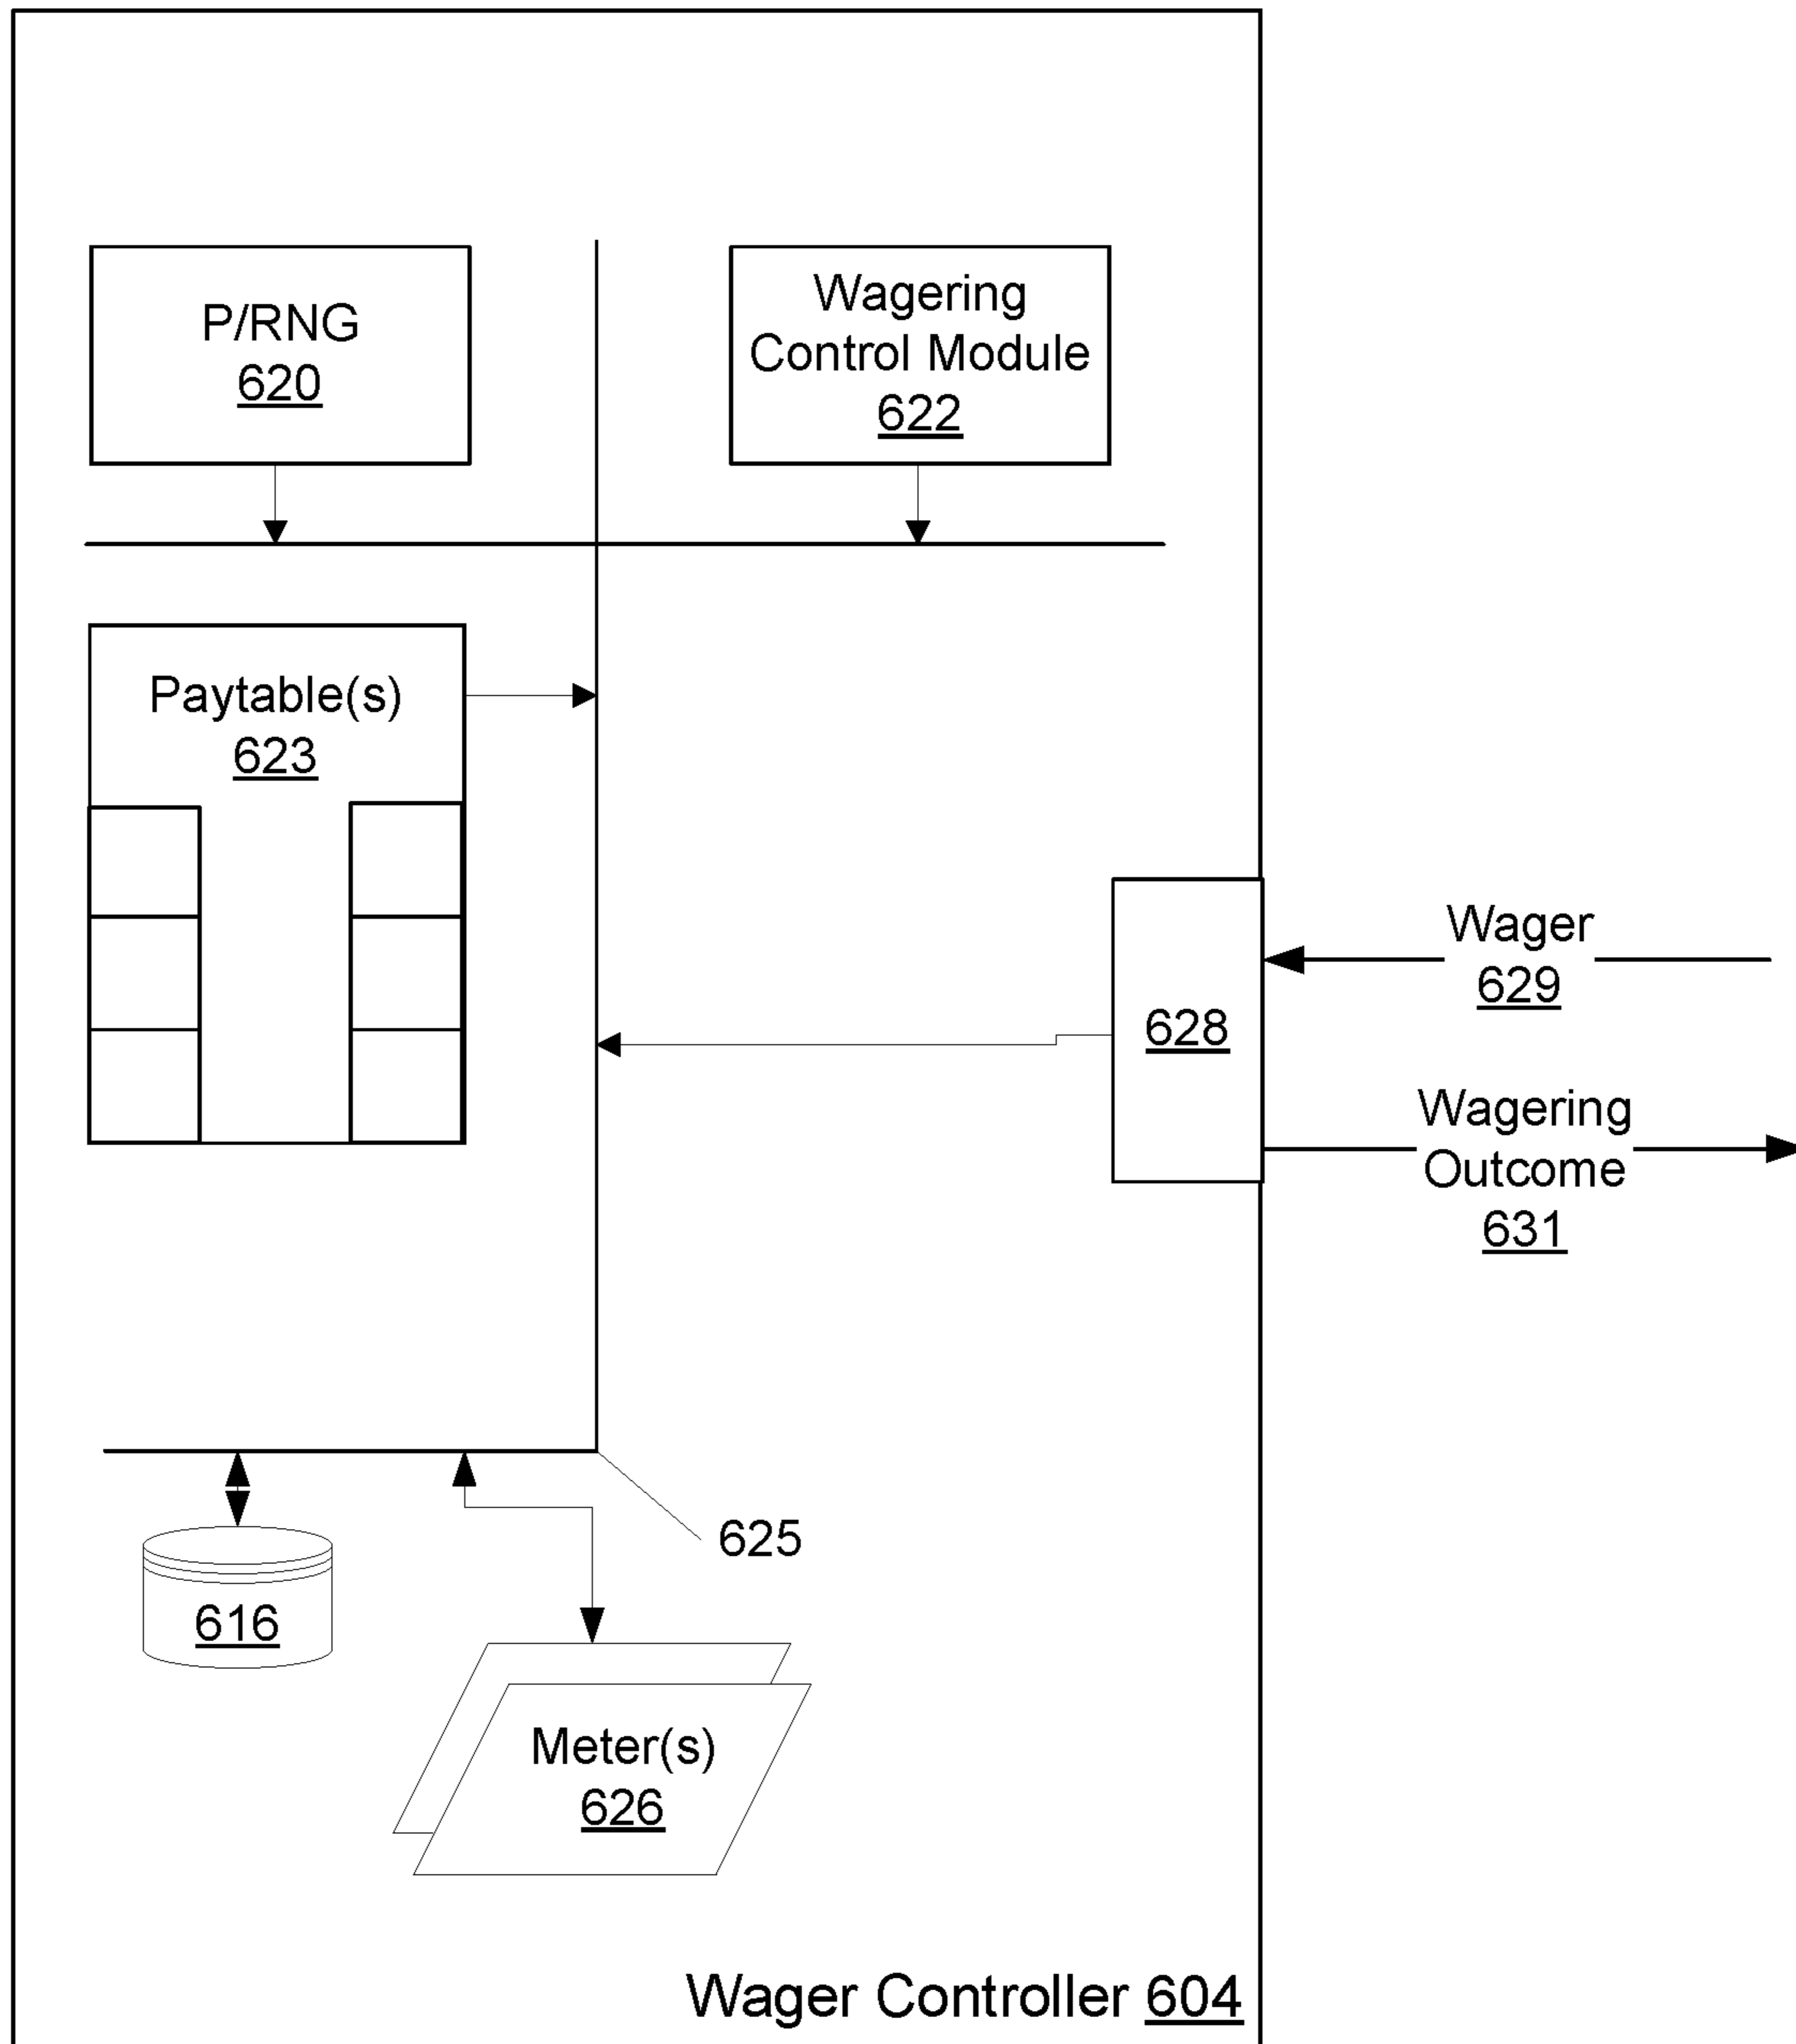 P/RNG
620
Wagering
Control Module
622
Paytable(s)
623
Wager
629
628
Wagering
Outcome
631
625
616
Meter(s)
626
Wager Controller 604